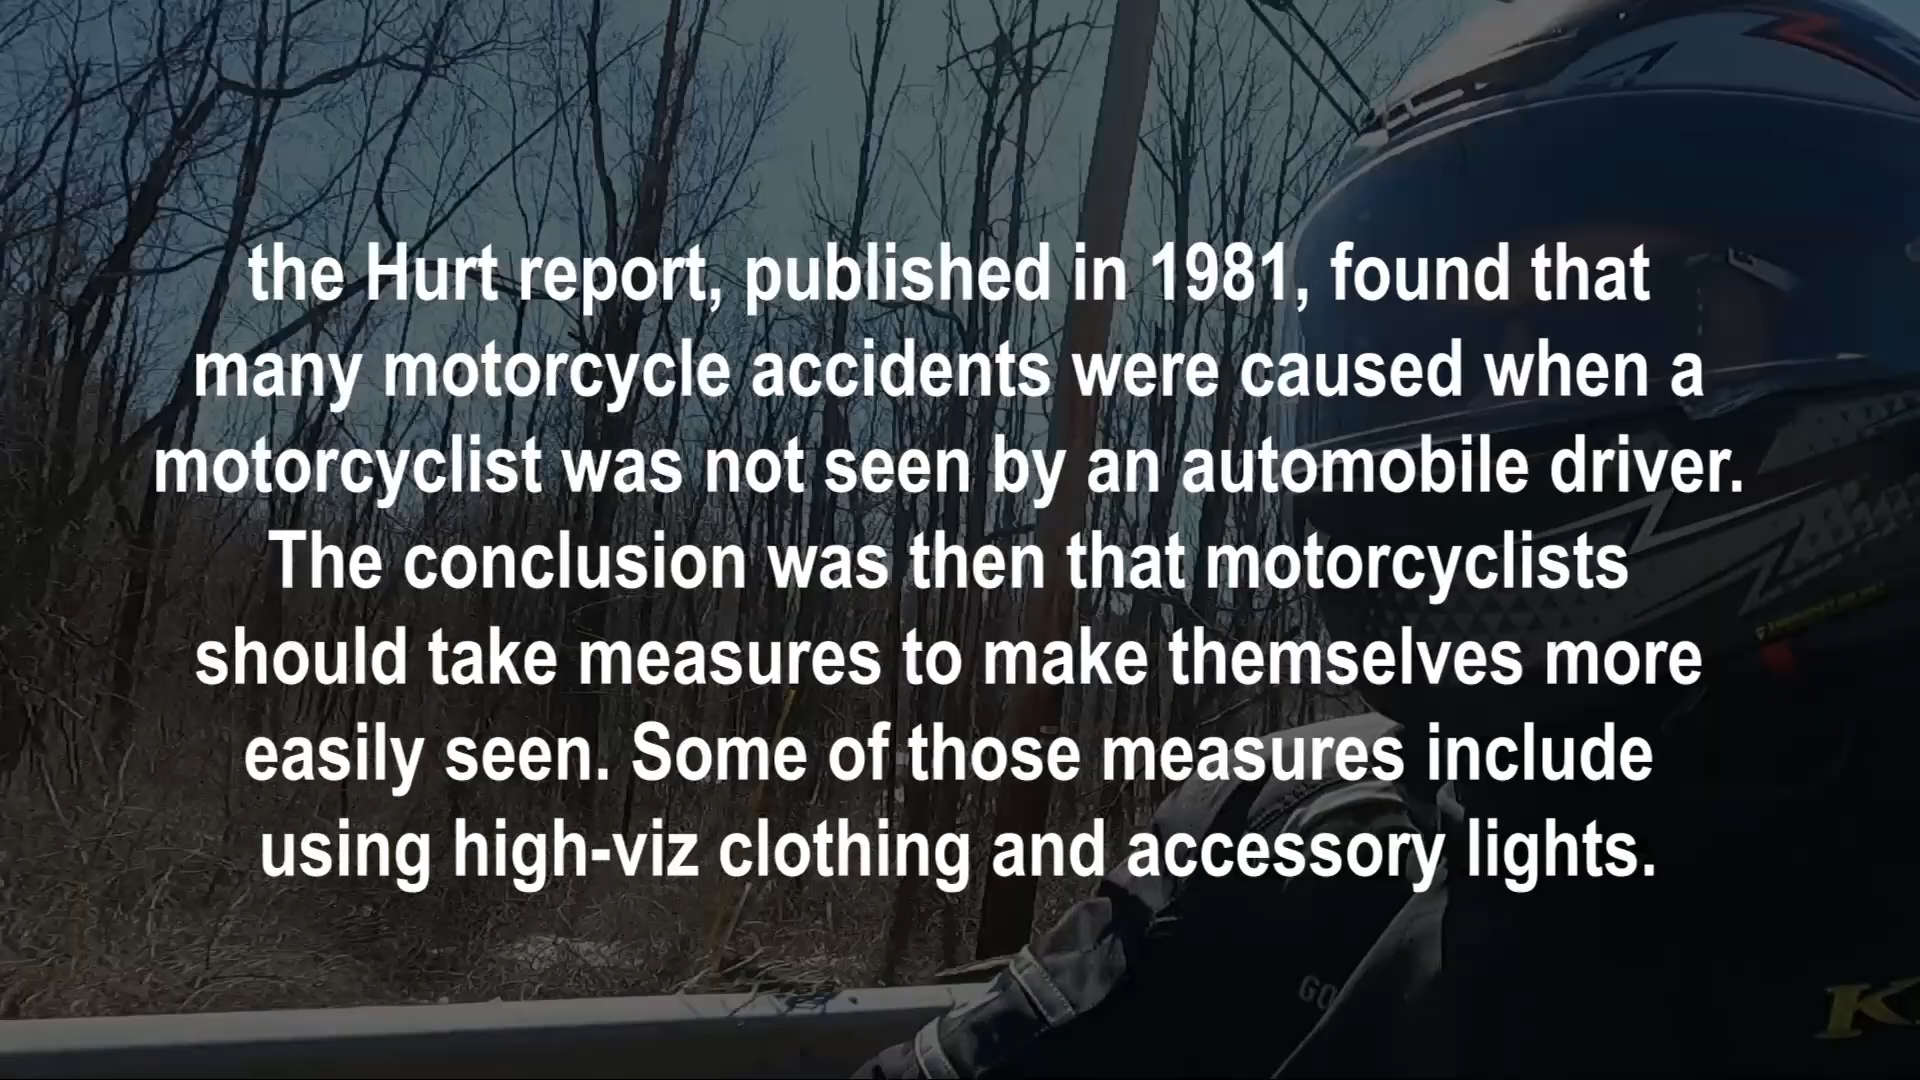 the Hurt report, published in 1981, found that
many motorcycle accidents were caused when a
motorcyclist was not seen by an automobile driver.
The conclusion was then that motorcyclists
should take measures to make themselves more
easily seen. Some of those measures include
using high-viz clothing and accessory lights.
GO
K